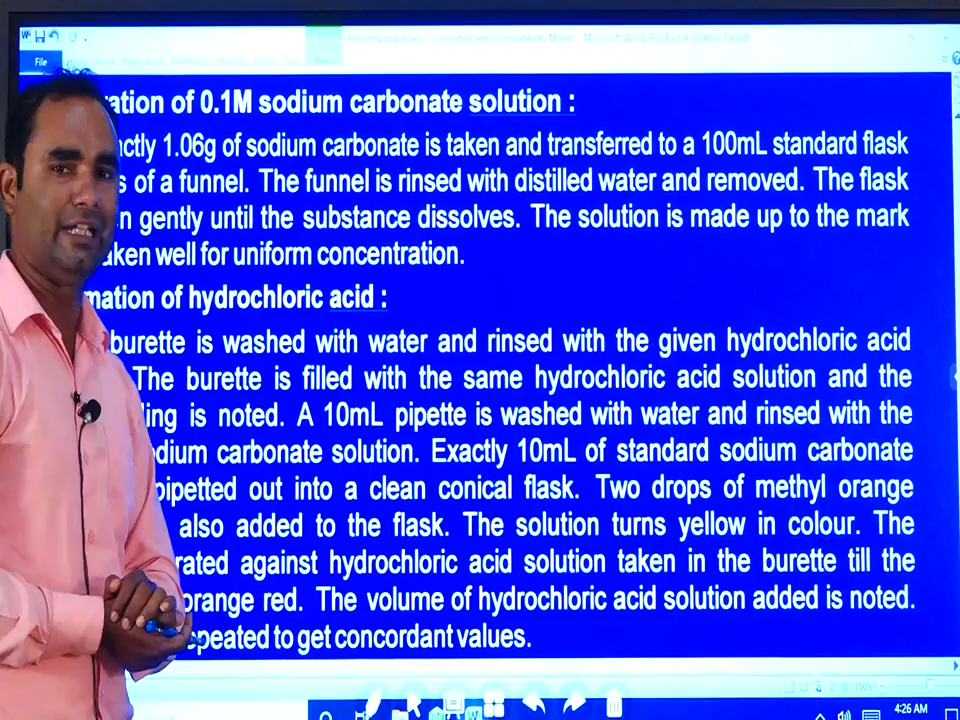 File
ration of 0.1M sodium carbonate solution :
ctly 1.06g of sodium carbonate is taken and transferred to a 100mL standard flask
s of a funnel. The funnel is rinsed with distilled water and removed. The flask
n gently until the substance dissolves. The solution is made up to the mark
aken well for uniform concentration.
mation of hydrochloric acid :
burette is washed with water and rinsed with the given hydrochloric acid
The burette is filled with the same hydrochloric acid solution and the
ding is noted. A 10mL pipette is washed with water and rinsed with the
odium carbonate solution. Exactly 10mL of standard sodium carbonate
pipetted out into a clean conical flask. Two drops of methyl orange
also added to the flask. The solution turns yellow in colour. The
rated against hydrochloric acid solution taken in the burette till the
orange red. The volume of hydrochloric acid solution added is noted.
epeated to get concordant values.
4:26 AM